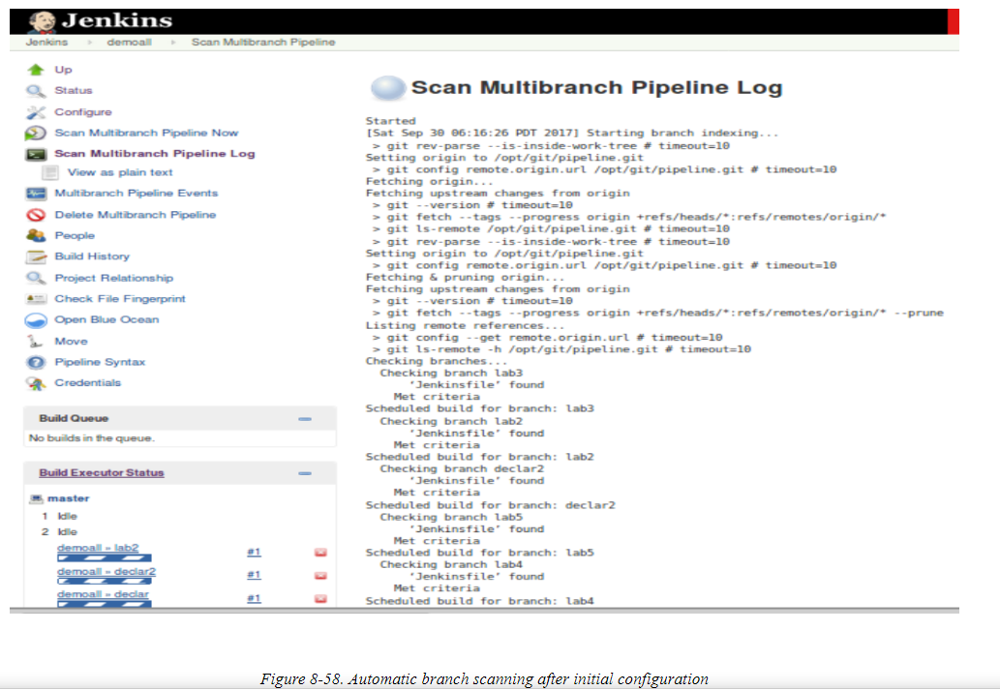 Jenkins
Jenkins demoall Scan Multibranch Pipeline
Up
Status
Configure
Scan Multibranch Pipeline Now
Scan Multibranch Pipeline Log
View as plain text
Multibranch Pipeline Events
Delete Multibranch Pipeline
People
Build History
Project Relationship
Check File Fingerprint
Open Blue Ocean
Move
Pipeline Syntax
Credentials
Build Queue
No builds in the queue.
Build Executor Status
master
1 Idle
2 Idle
demoall » lab2 #1
demoall » declar2 #1
demoall » declar #1
Scan Multibranch Pipeline Log
Started
[Sat Sep 30 06:16:26 PDT 2017] Starting branch indexing...
> git rev-parse --is-inside-work-tree # timeout=10
Setting origin to /opt/git/pipeline.git
> git config remote.origin.url /opt/git/pipeline.git # timeout=10
Fetching origin...
Fetching upstream changes from origin
> git --version # timeout=10
> git fetch --tags --progress origin +refs/heads/*:refs/remotes/origin/*
> git ls-remote /opt/git/pipeline.git # timeout=10
> git rev-parse --is-inside-work-tree # timeout=10
Setting origin to /opt/git/pipeline.git
> git config remote.origin.url /opt/git/pipeline.git # timeout=10
Fetching & pruning origin...
Fetching upstream changes from origin
> git --version # timeout=10
> git fetch --tags --progress origin +refs/heads/*:refs/remotes/origin/* --prune
Listing remote references...
> git config --get remote.origin.url # timeout=10
> git ls-remote -h /opt/git/pipeline.git # timeout=10
Checking branches...
Checking branch lab3
‘Jenkinsfile’ found
Met criteria
Scheduled build for branch: lab3
Checking branch lab2
‘Jenkinsfile’ found
Met criteria
Scheduled build for branch: lab2
Checking branch declar2
‘Jenkinsfile’ found
Met criteria
Scheduled build for branch: declar2
Checking branch lab5
‘Jenkinsfile’ found
Met criteria
Scheduled build for branch: lab5
Checking branch lab4
‘Jenkinsfile’ found
Met criteria
Scheduled build for branch: lab4
Figure 8-58. Automatic branch scanning after initial configuration